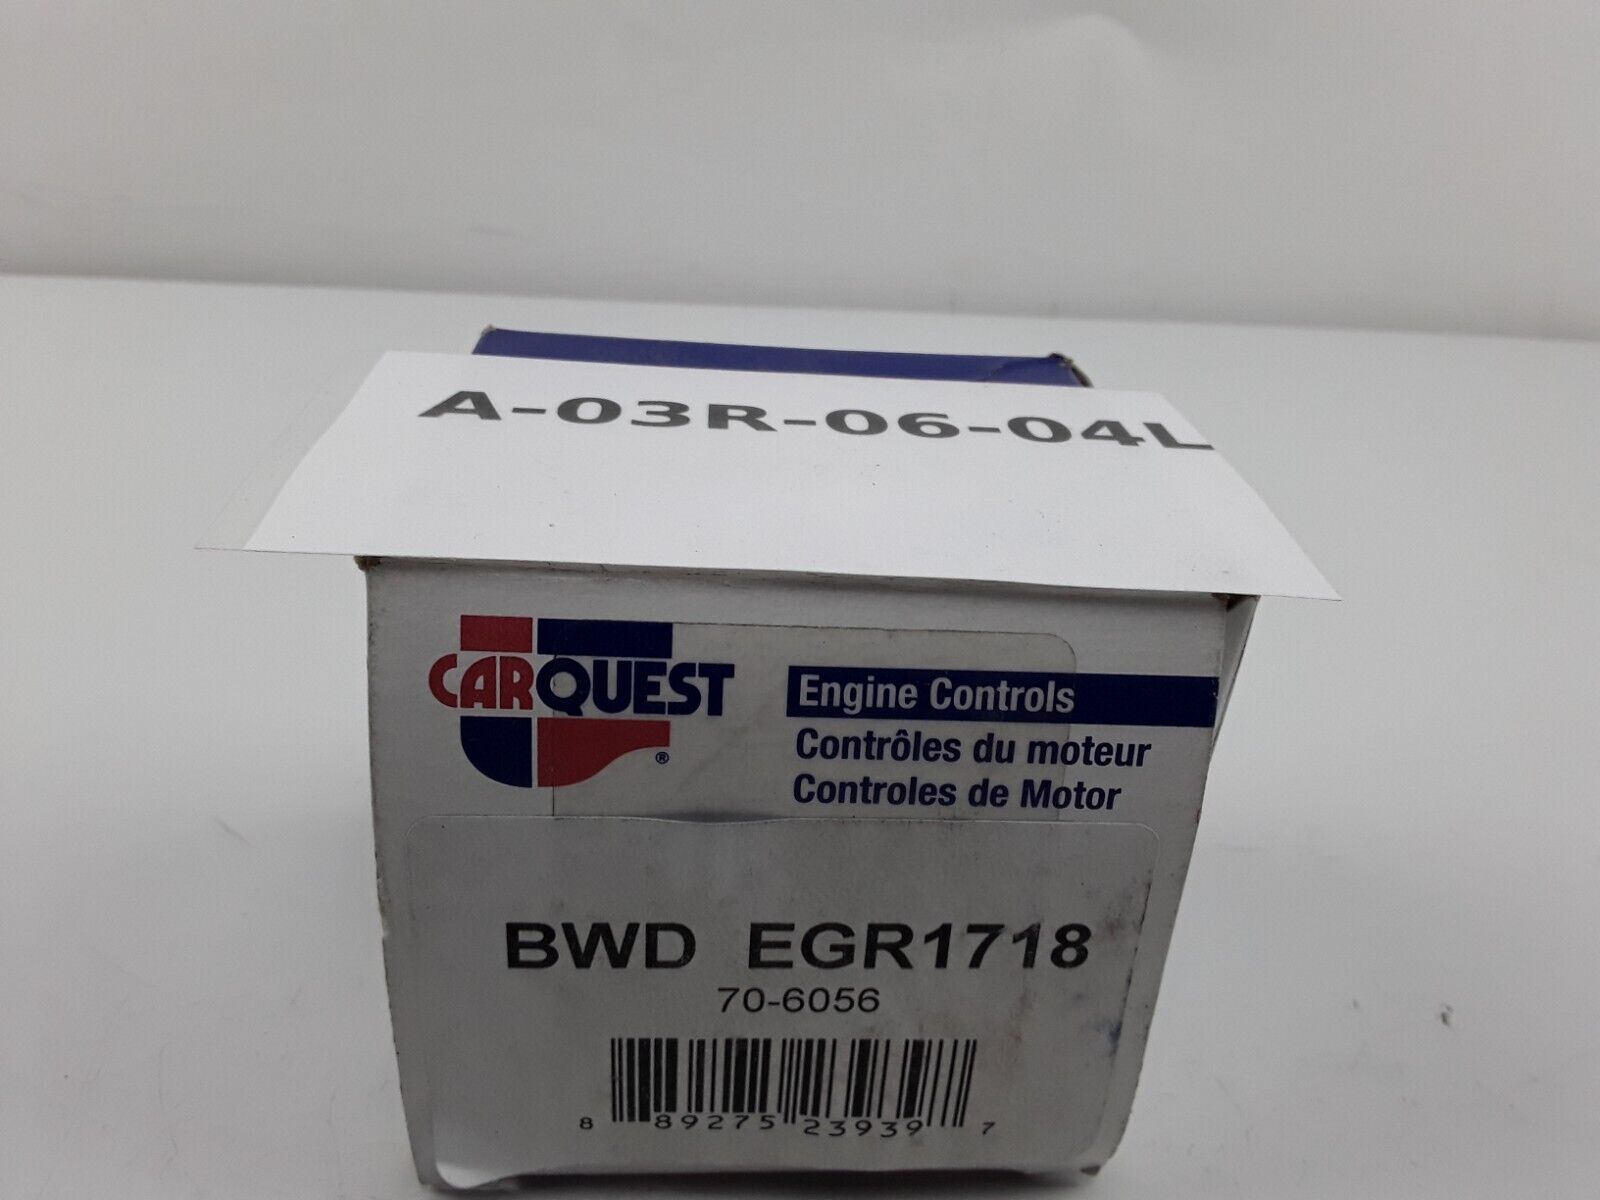 A-03R-06-04L
CARQUEST
®
Engine Controls
Contrôles du moteur
Controles de Motor
BWD EGR1718
70-6056
8 89275 23939 7